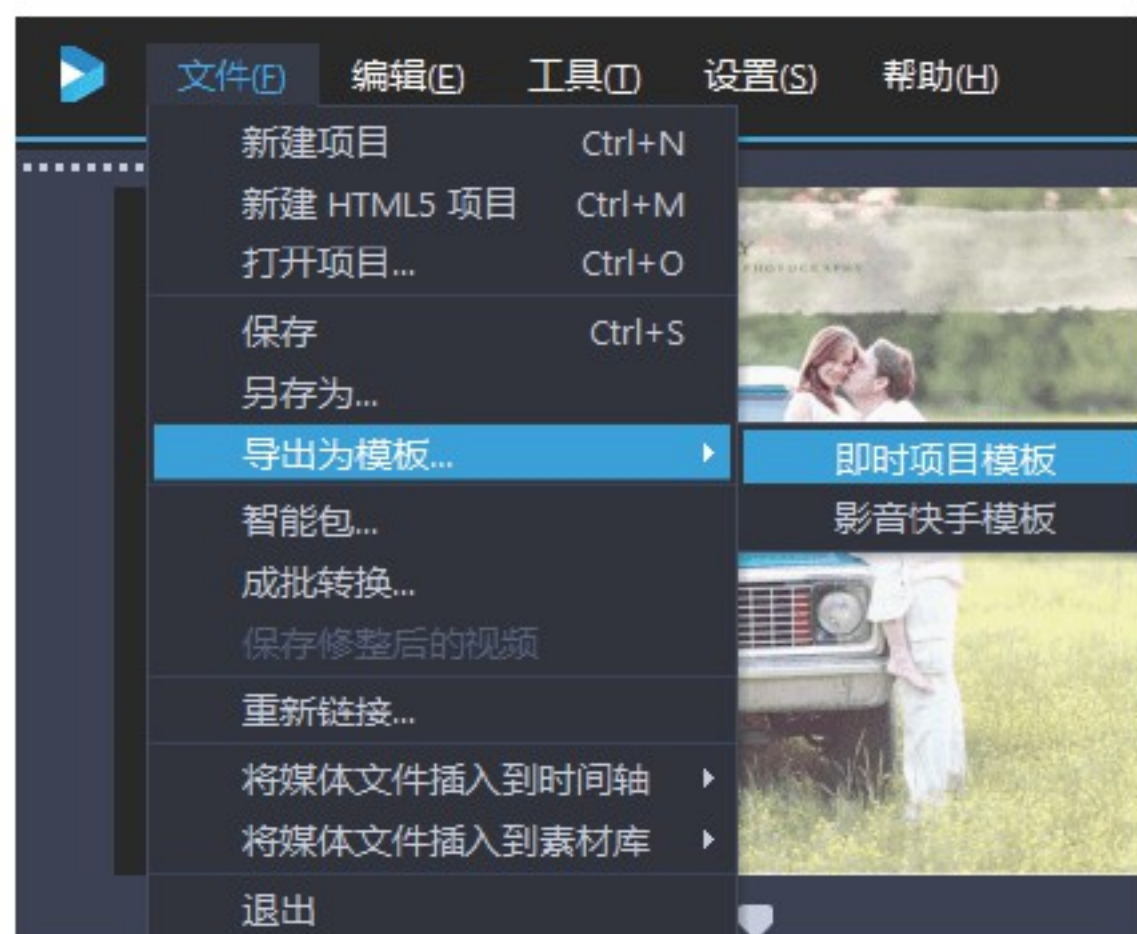 文件(F) 编辑(E) 工具(T) 设置(S) 帮助(H)
新建项目 Ctrl+N
新建 HTML5 项目 Ctrl+M
打开项目... Ctrl+O
PHOTOGRAPHY
保存 Ctrl+S
另存为...
导出为模板...
即时项目模板
影音快手模板
智能包...
成批转换...
保存修整后的视频
重新链接...
将媒体文件插入到时间轴
将媒体文件插入到素材库
退出